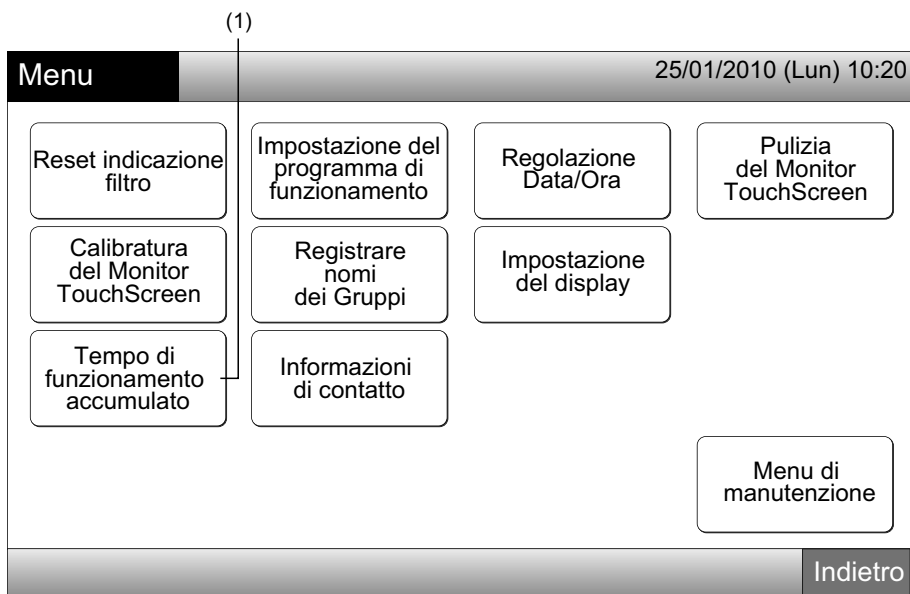 (1)
Menu
25/01/2010 (Lun) 10:20
Reset indicazione
filtro
Impostazione del
programma di
funzionamento
Regolazione
Data/Ora
Pulizia
del Monitor
TouchScreen
Calibratura
del Monitor
TouchScreen
Registrare
nomi
dei Gruppi
Impostazione
del display
Tempo di
funzionamento
accumulato
Informazioni
di contatto
Menu di
manutenzione
Indietro